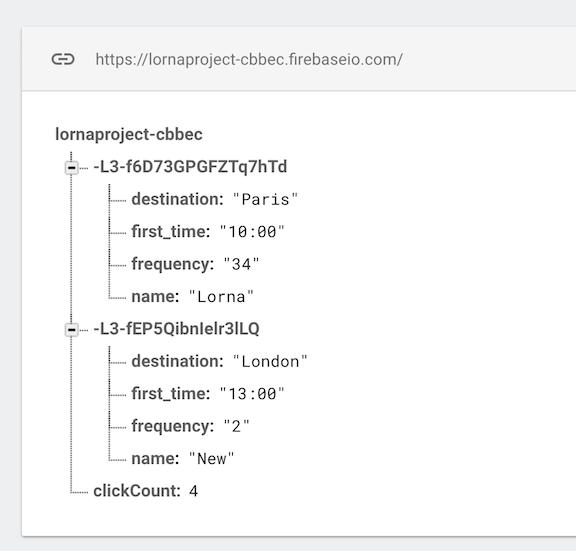 https://lornaproject-cbbec.firebaseio.com/
lornaproject-cbbec
-L3-f6D73GPGFZTq7hTd
destination: "Paris"
first_time: "10:00"
frequency: "34"
name: "Lorna"
-L3-fEP5Qibnlelr3lLQ
destination: "London"
first_time: "13:00"
frequency: "2"
name: "New"
clickCount: 4